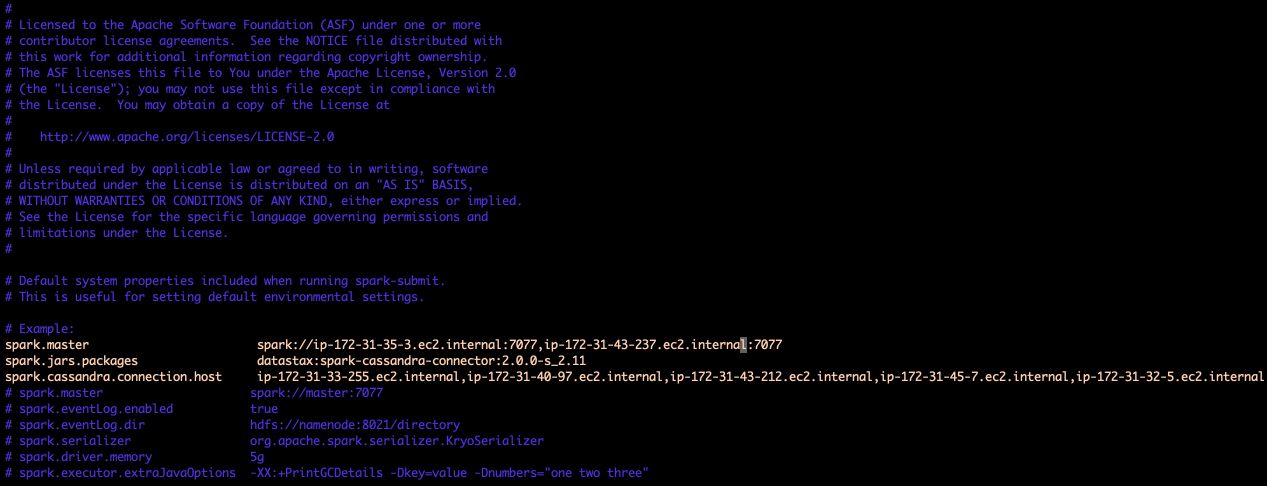 #
# Licensed to the Apache Software Foundation (ASF) under one or more
# contributor license agreements.  See the NOTICE file distributed with
# this work for additional information regarding copyright ownership.
# The ASF licenses this file to You under the Apache License, Version 2.0
# (the "License"); you may not use this file except in compliance with
# the License.  You may obtain a copy of the License at
#
#    http://www.apache.org/licenses/LICENSE-2.0
#
# Unless required by applicable law or agreed to in writing, software
# distributed under the License is distributed on an "AS IS" BASIS,
# WITHOUT WARRANTIES OR CONDITIONS OF ANY KIND, either express or implied.
# See the License for the specific language governing permissions and
# limitations under the License.
#

# Default system properties included when running spark-submit.
# This is useful for setting default environmental settings.

# Example:
spark.master                        spark://ip-172-31-35-3.ec2.internal:7077,ip-172-31-43-237.ec2.internal:7077
spark.jars.packages                 datastax:spark-cassandra-connector:2.0.0-s_2.11
spark.cassandra.connection.host     ip-172-31-33-255.ec2.internal,ip-172-31-40-97.ec2.internal,ip-172-31-43-212.ec2.internal,ip-172-31-45-7.ec2.internal,ip-172-31-32-5.ec2.internal
# spark.master                     spark://master:7077
# spark.eventLog.enabled           true
# spark.eventLog.dir               hdfs://namenode:8021/directory
# spark.serializer                 org.apache.spark.serializer.KryoSerializer
# spark.driver.memory              5g
# spark.executor.extraJavaOptions  -XX:+PrintGCDetails -Dkey=value -Dnumbers="one two three"